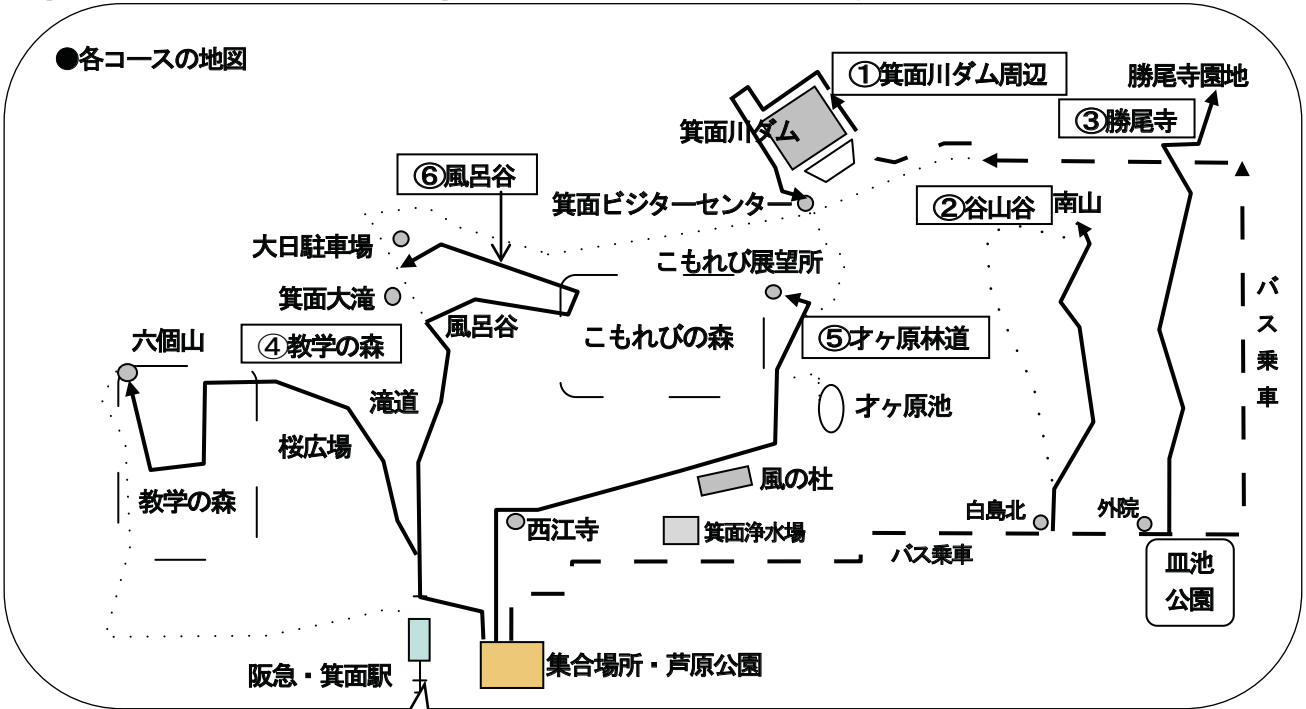 ●各コースの地図
①箕面川ダム周辺
勝尾寺園地
③勝尾寺
箕面川ダム
⑥風呂谷
箕面ビジターセンター
②谷山谷
南山
大日駐車場
こもれび展望所
箕面大滝
バス乗車
風呂谷
こもれびの森
⑤才ヶ原林道
六個山
④教学の森
滝道
才ヶ原池
桜広場
風の杜
教学の森
西江寺
箕面浄水場
白島北
外院
バス乗車
皿池
公園
阪急・箕面駅
集合場所・芦原公園